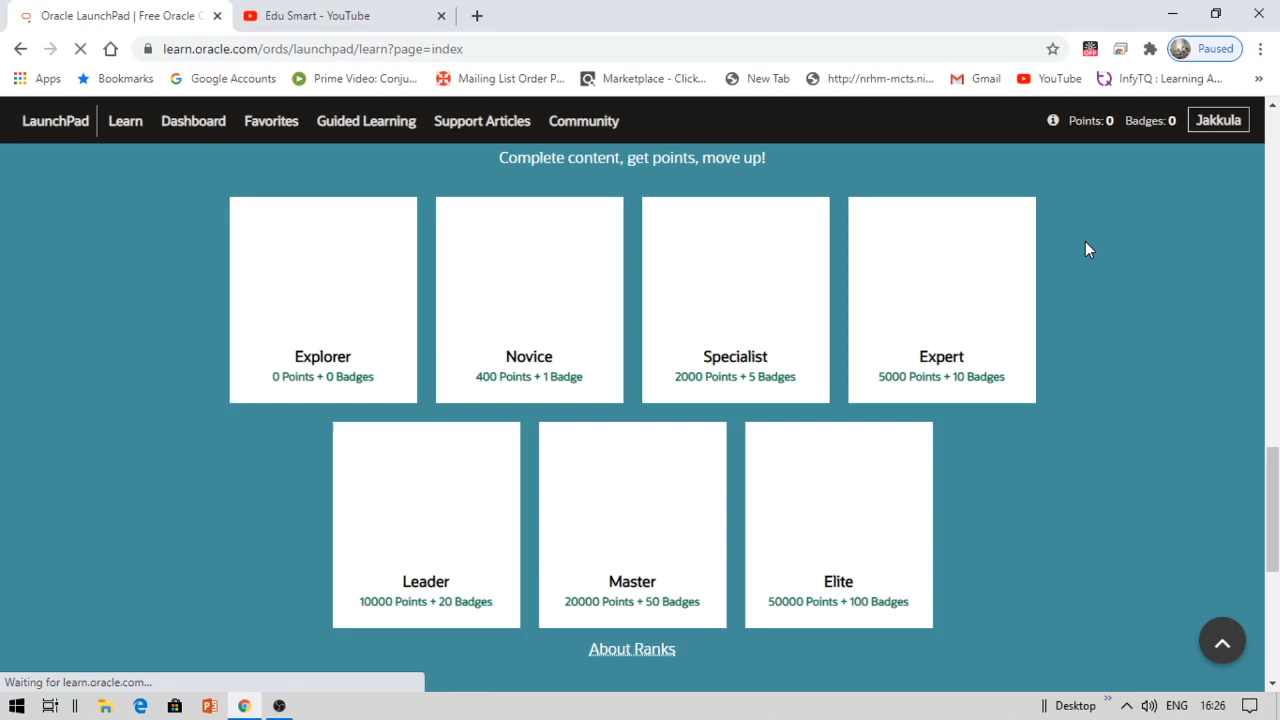 Oracle LaunchPad | Free Oracle C
Edu Smart - YouTube
learn.oracle.com/ords/launchpad/learn?page=index
OFF
Paused
Apps Bookmarks Google Accounts Prime Video: Conju... Mailing List Order P... Marketplace - Click... New Tab http://nrhm-mcts.ni... Gmail YouTube InfyTQ : Learning A... »
LaunchPad Learn Dashboard Favorites Guided Learning Support Articles Community Points: 0 Badges: 0 Jakkula
Complete content, get points, move up!
Explorer
0 Points + 0 Badges
Novice
400 Points + 1 Badge
Specialist
2000 Points + 5 Badges
Expert
5000 Points + 10 Badges
Leader
10000 Points + 20 Badges
Master
20000 Points + 50 Badges
Elite
50000 Points + 100 Badges
About Ranks
Waiting for learn.oracle.com...
Desktop » ENG 16:26